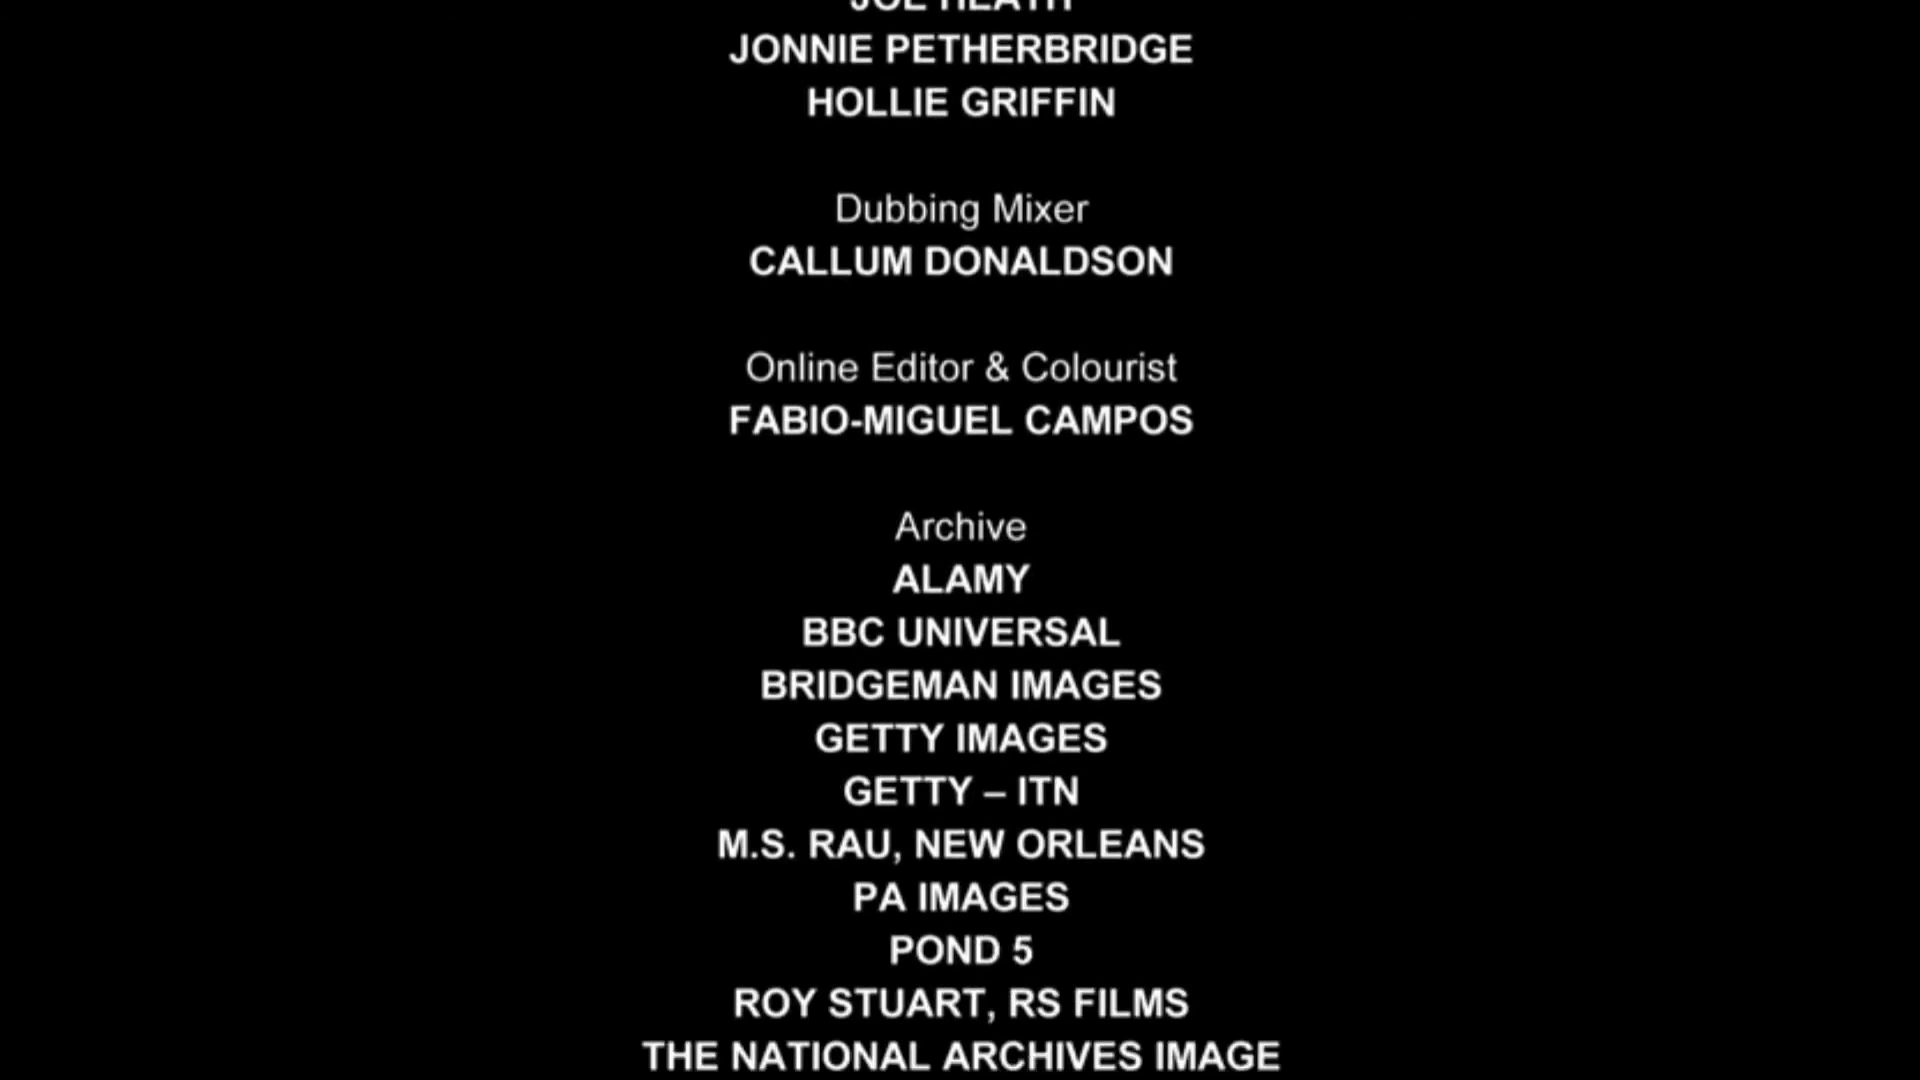 JOE HEATH
JONNIE PETHERBRIDGE
HOLLIE GRIFFIN
Dubbing Mixer
CALLUM DONALDSON
Online Editor & Colourist
FABIO-MIGUEL CAMPOS
Archive
ALAMY
BBC UNIVERSAL
BRIDGEMAN IMAGES
GETTY IMAGES
GETTY – ITN
M.S. RAU, NEW ORLEANS
PA IMAGES
POND 5
ROY STUART, RS FILMS
THE NATIONAL ARCHIVES IMAGE